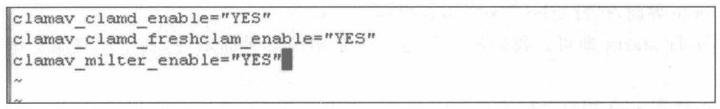 clamav_clamd_enable="YES"
clamav_clamd_freshclam_enable="YES"
clamav_milter_enable="YES"
~
~